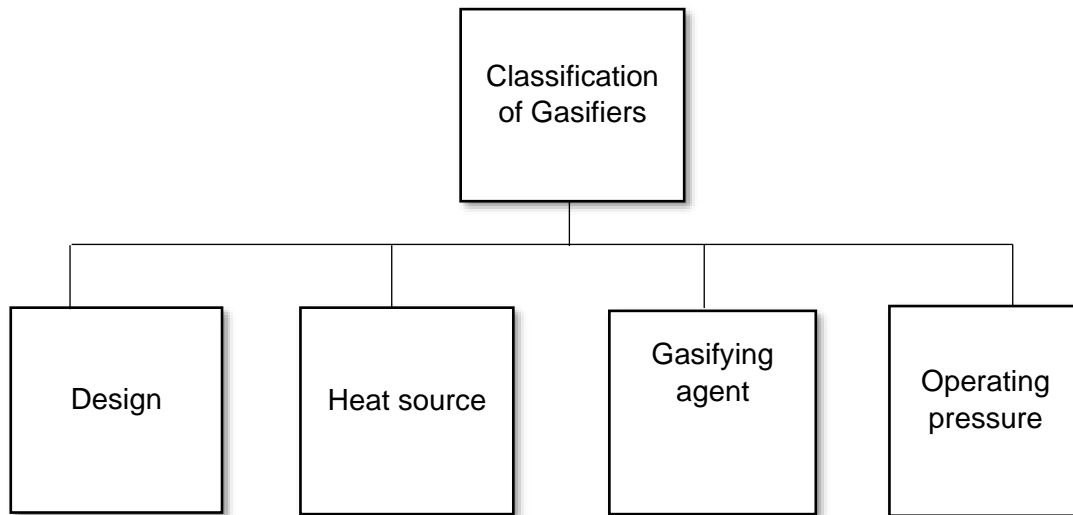 Classification
of Gasifiers
Design
Heat source
Gasifying
agent
Operating
pressure